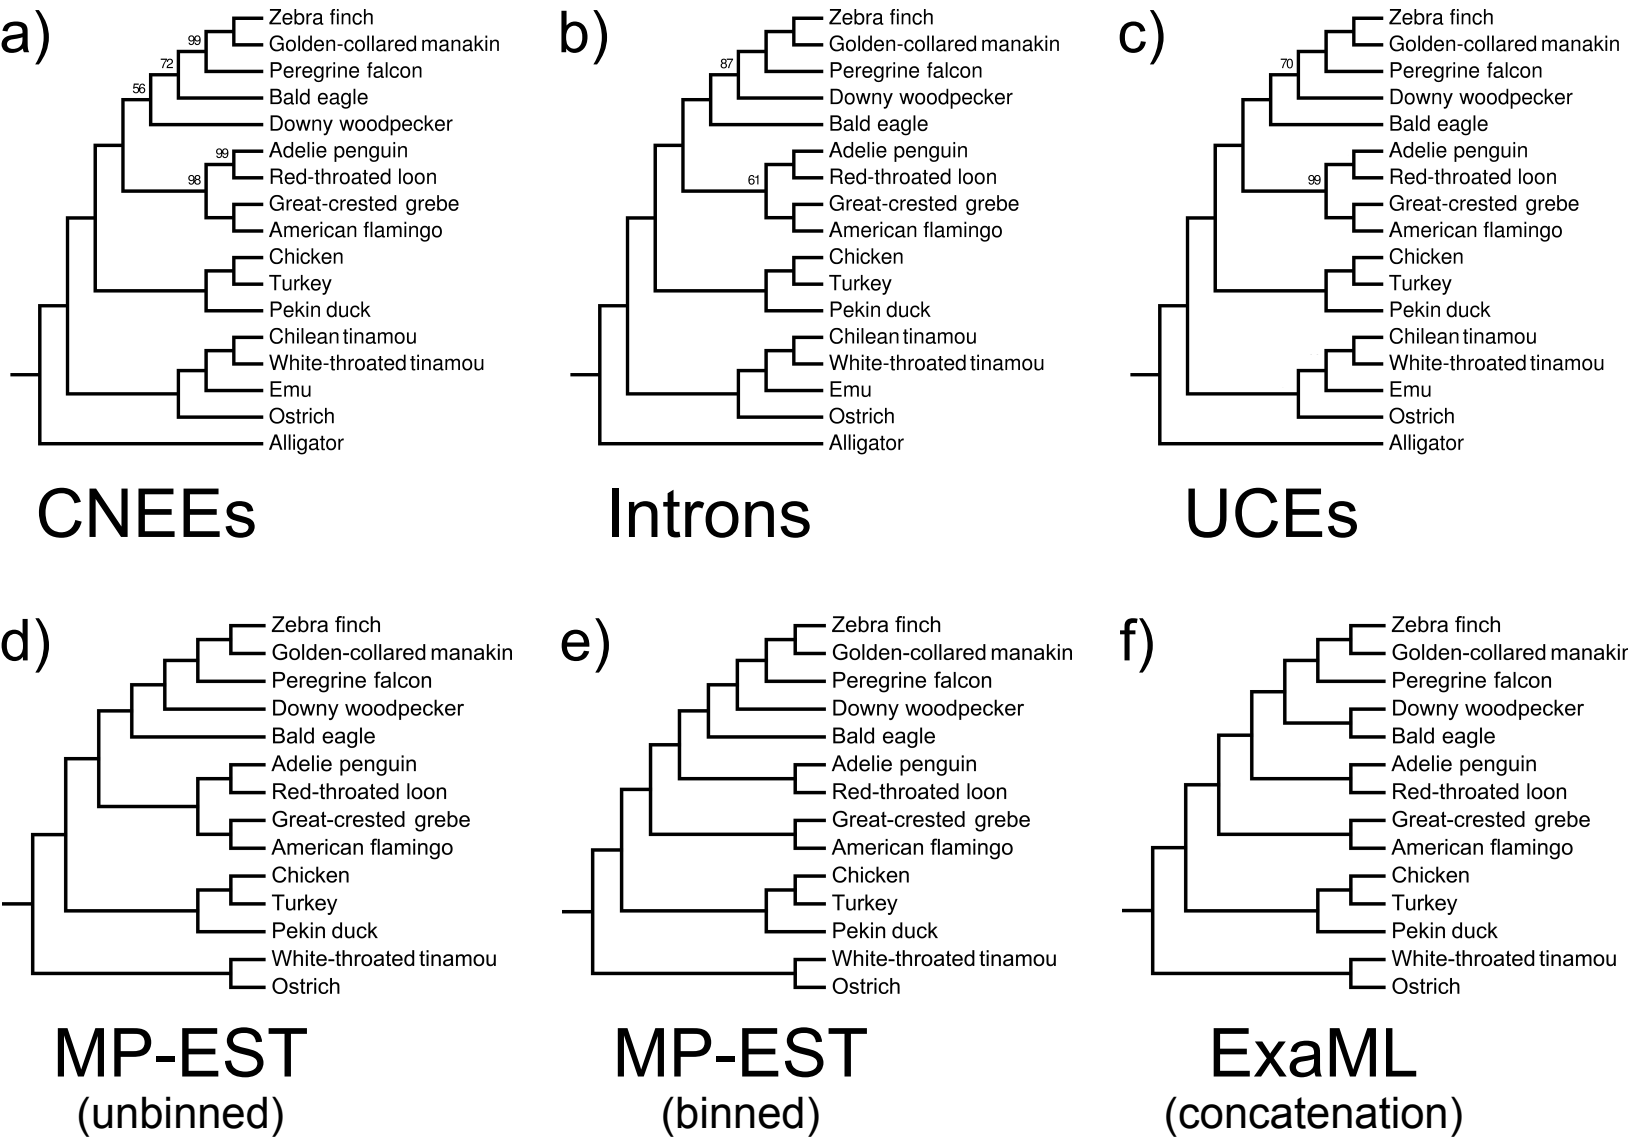 a)
Zebra finch
Golden-collared manakin
Peregrine falcon
Bald eagle
Downy woodpecker
Adelie penguin
Red-throated loon
Great-crested grebe
American flamingo
Chicken
Turkey
Pekin duck
Chilean tinamou
White-throated tinamou
Emu
Ostrich
Alligator
99
72
56
99
98
CNEEs
b)
Zebra finch
Golden-collared manakin
Peregrine falcon
Downy woodpecker
Bald eagle
Adelie penguin
Red-throated loon
Great-crested grebe
American flamingo
Chicken
Turkey
Pekin duck
Chilean tinamou
White-throated tinamou
Emu
Ostrich
Alligator
87
61
Introns
c)
Zebra finch
Golden-collared manakin
Peregrine falcon
Downy woodpecker
Bald eagle
Adelie penguin
Red-throated loon
Great-crested grebe
American flamingo
Chicken
Turkey
Pekin duck
Chilean tinamou
White-throated tinamou
Emu
Ostrich
Alligator
70
99
UCEs
d)
Zebra finch
Golden-collared manakin
Peregrine falcon
Downy woodpecker
Bald eagle
Adelie penguin
Red-throated loon
Great-crested grebe
American flamingo
Chicken
Turkey
Pekin duck
White-throated tinamou
Ostrich
MP-EST
(unbinned)
e)
Zebra finch
Golden-collared manakin
Peregrine falcon
Downy woodpecker
Bald eagle
Adelie penguin
Red-throated loon
Great-crested grebe
American flamingo
Chicken
Turkey
Pekin duck
White-throated tinamou
Ostrich
MP-EST
(binned)
f)
Zebra finch
Golden-collared manakin
Peregrine falcon
Downy woodpecker
Bald eagle
Adelie penguin
Red-throated loon
Great-crested grebe
American flamingo
Chicken
Turkey
Pekin duck
White-throated tinamou
Ostrich
ExaML
(concatenation)